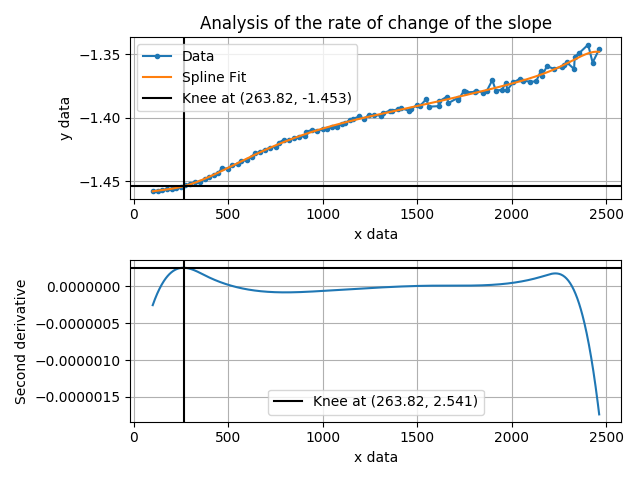 Analysis of the rate of change of the slope
−1.35
−1.40
−1.45
y data
Data
Spline Fit
Knee at (263.82, -1.453)
0
500
1000
1500
2000
2500
x data
0.0000000
−0.0000005
−0.0000010
−0.0000015
Second derivative
Knee at (263.82, 2.541)
0
500
1000
1500
2000
2500
x data